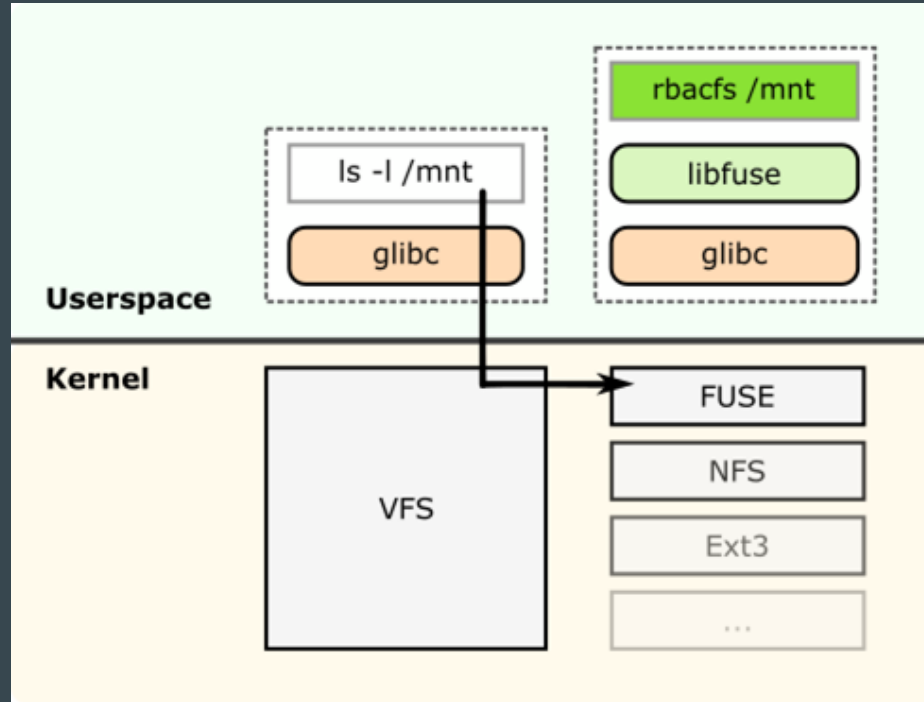 rbacfs /mnt
ls -l /mnt
libfuse
glibc
glibc
Userspace
Kernel
FUSE
NFS
VFS
Ext3
...